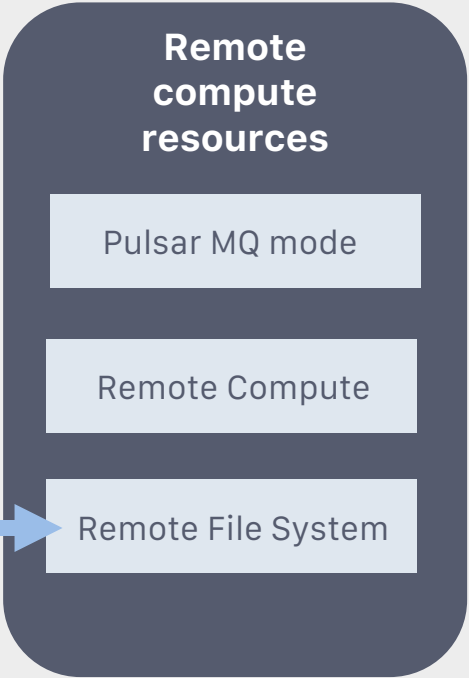 Remote
compute
resources
Pulsar MQ mode
Remote Compute
Remote File System